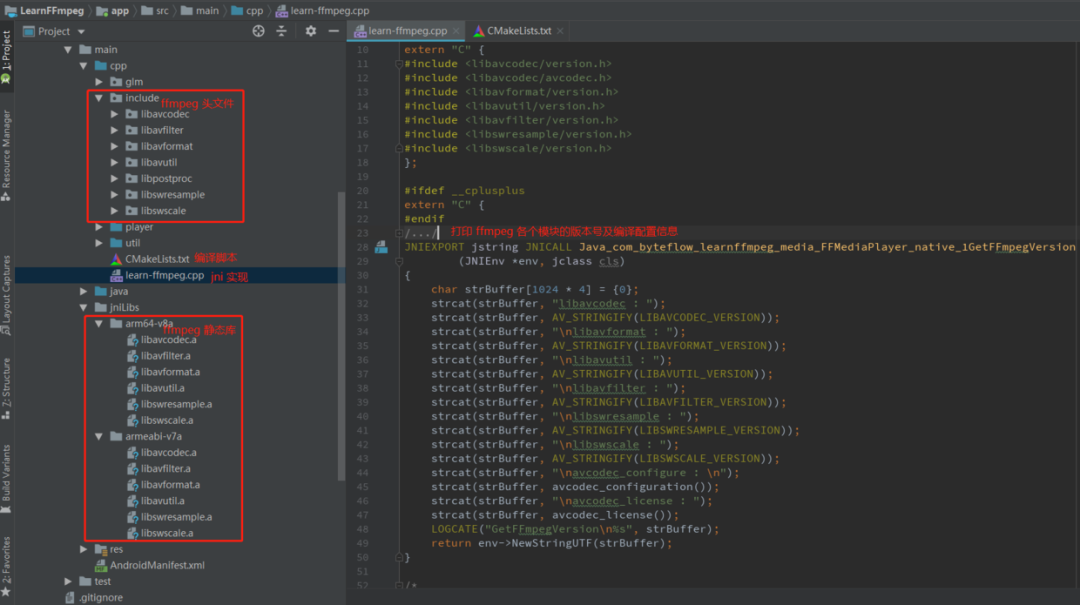 LearnFFmpeg app src main cpp learn-ffmpeg.cpp
Project
learn-ffmpeg.cpp CMakeLists.txt
1: Project
Resource Manager
Layout Captures
2: Structure
Build Variants
2: Favorites
main
cpp
glm
include ffmpeg 头文件
libavcodec
libavfilter
libavformat
libavutil
libpostproc
libswresample
libswscale
player
util
CMakeLists.txt 编译脚本
learn-ffmpeg.cpp jni 实现
java
jniLibs
arm64-v8a ffmpeg 静态库
libavcodec.a
libavfilter.a
libavformat.a
libavutil.a
libswresample.a
libswscale.a
armeabi-v7a
libavcodec.a
libavfilter.a
libavformat.a
libavutil.a
libswresample.a
libswscale.a
res
AndroidManifest.xml
test
.gitignore
10 extern "C" {
11 #include <libavcodec/version.h>
12 #include <libavcodec/avcodec.h>
13 #include <libavformat/version.h>
14 #include <libavutil/version.h>
15 #include <libavfilter/version.h>
16 #include <libswresample/version.h>
17 #include <libswscale/version.h>
18 };
19
20 #ifdef __cplusplus
21 extern "C" {
22 #endif
23 /.../ 打印 ffmpeg 各个模块的版本号及编译配置信息
28 JNIEXPORT jstring JNICALL Java_com_byteflow_learnffmpeg_media_FFMediaPlayer_native_1GetFFmpegVersion
29 (JNIEnv *env, jclass cls)
30 {
31 char strBuffer[1024 * 4] = {0};
32 strcat(strBuffer, "libavcodec : ");
33 strcat(strBuffer, AV_STRINGIFY(LIBAVCODEC_VERSION));
34 strcat(strBuffer, "\nlibavformat : ");
35 strcat(strBuffer, AV_STRINGIFY(LIBAVFORMAT_VERSION));
36 strcat(strBuffer, "\nlibavutil : ");
37 strcat(strBuffer, AV_STRINGIFY(LIBAVUTIL_VERSION));
38 strcat(strBuffer, "\nlibavfilter : ");
39 strcat(strBuffer, AV_STRINGIFY(LIBAVFILTER_VERSION));
40 strcat(strBuffer, "\nlibswresample : ");
41 strcat(strBuffer, AV_STRINGIFY(LIBSWRESAMPLE_VERSION));
42 strcat(strBuffer, "\nlibswscale : ");
43 strcat(strBuffer, AV_STRINGIFY(LIBSWSCALE_VERSION));
44 strcat(strBuffer, "\navcodec_configure : \n");
45 strcat(strBuffer, avcodec_configuration());
46 strcat(strBuffer, "\navcodec_license : ");
47 strcat(strBuffer, avcodec_license());
48 LOGCATE("GetFFmpegVersion\n%s", strBuffer);
49 return env->NewStringUTF(strBuffer);
50 }
51
52 /*